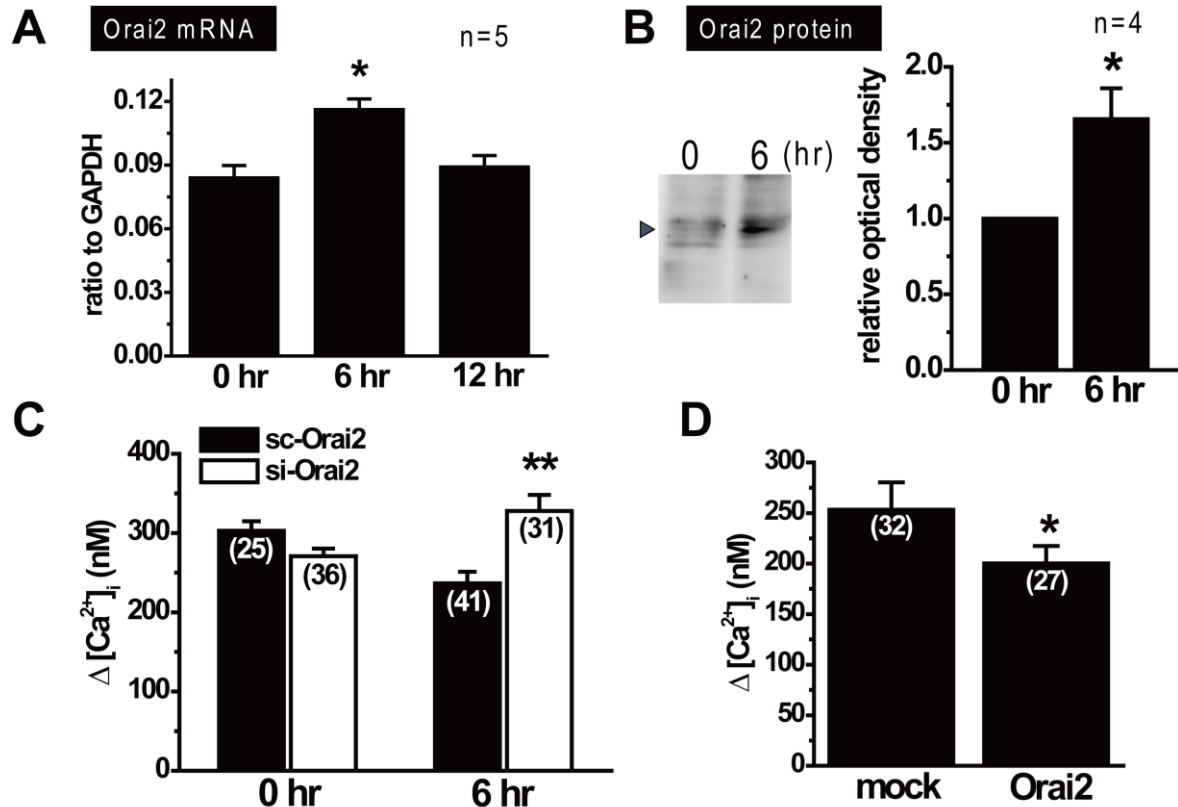 A
Orai2 mRNA
n=5
ratio to GAPDH
0.12
0.09
0.06
0.03
0.00
*
0 hr
6 hr
12 hr
B
Orai2 protein
n=4
0
6
(hr)
relative optical density
2.0
1.5
1.0
0.5
0.0
*
0 hr
6 hr
C
sc-Orai2
si-Orai2
Δ [Ca²⁺]ᵢ (nM)
400
300
200
100
0
(25)
(36)
(41)
**
(31)
0 hr
6 hr
D
Δ [Ca²⁺]ᵢ (nM)
300
250
200
150
100
50
0
(32)
*
(27)
mock
Orai2